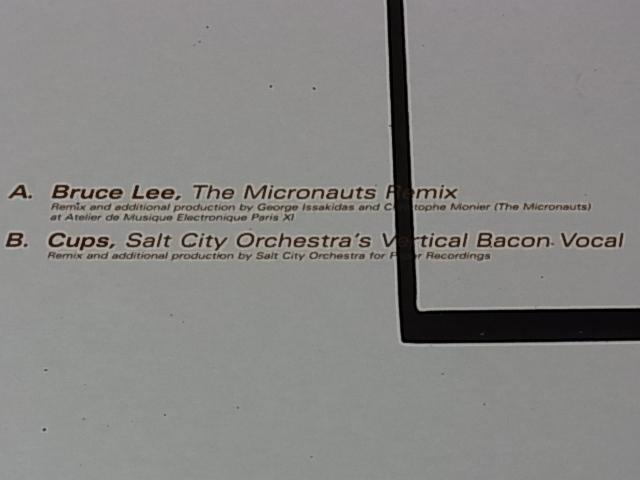 A. Bruce Lee, The Micronauts Remix
Remix and additional production by George Issakidas and Christophe Monier (The Micronauts)
at Atelier de Musique Electronique Paris XI
B. Cups, Salt City Orchestra's Vertical Bacon Vocal
Remix and additional production by Salt City Orchestra for Recordings